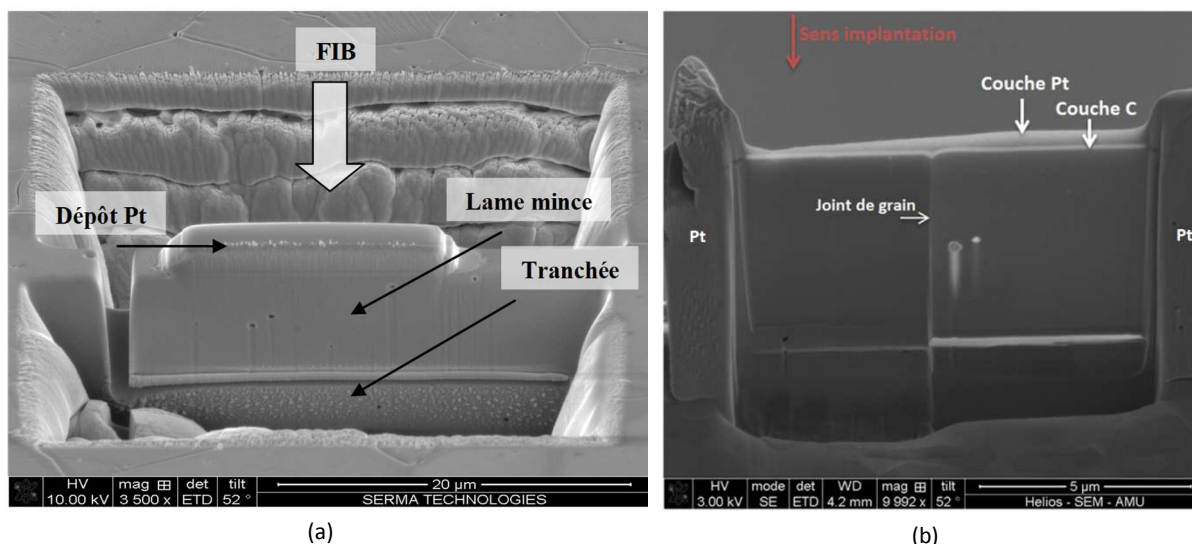 FIB
Dépôt Pt
Lame mince
Tranchée
HV mag det tilt 20 µm
10.00 kV 3 500 x ETD 52 ° SERMA TECHNOLOGIES
(a)
Sens implantation
Couche Pt
Couche C
Joint de grain
Pt
Pt
HV mode det WD mag tilt 5 µm
3.00 kV SE ETD 4.2 mm 9 992 x 52 ° Helios - SEM - AMU
(b)